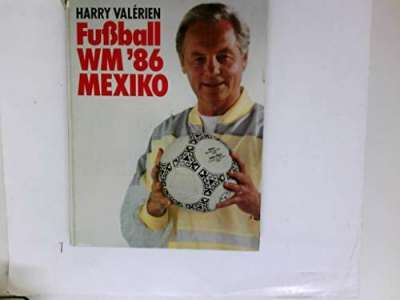 HARRY VALÉRIEN
Fußball
WM '86
MEXIKO